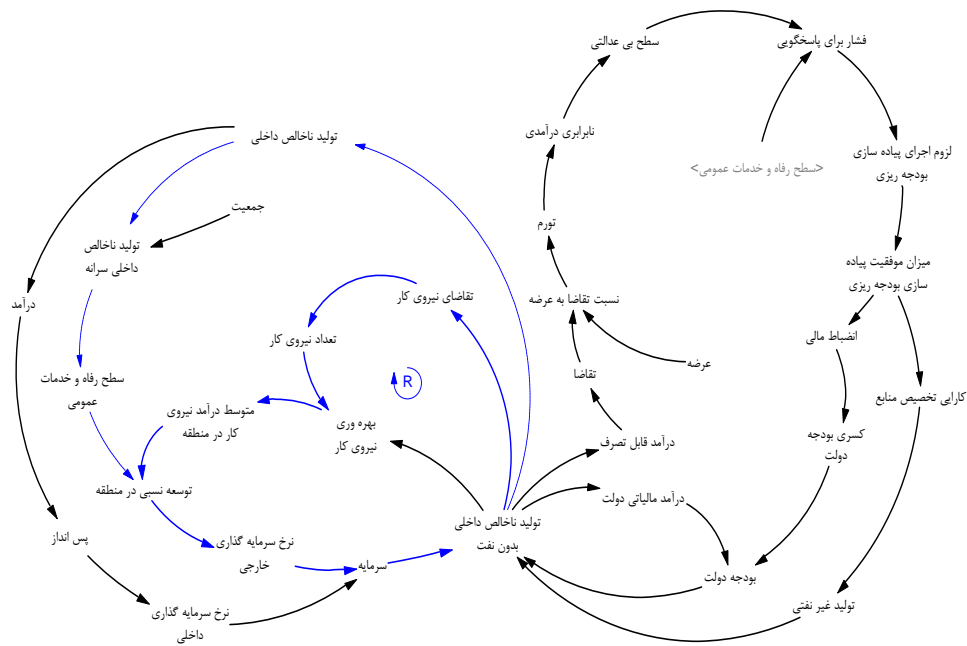 سطح بی عدالتی
فشار برای پاسخگویی
نابرابری درآمدی
تولید ناخالص داخلی
لزوم اجرای پیاده سازی
بودجه ریزی
<سطح رفاه و خدمات عمومی>
جمعیت
تورم
تولید ناخالص
داخلی سرانه
میزان موفقیت پیاده
سازی بودجه ریزی
درآمد
تقاضای نیروی کار
نسبت تقاضا به عرضه
تعداد نیروی کار
انضباط مالی
عرضه
سطح رفاه و خدمات
عمومی
R
تقاضا
کارایی تخصیص منابع
متوسط درآمد نیروی
کار در منطقه
بهره وری
نیروی کار
درآمد قابل تصرف
کسری بودجه
دولت
توسعه نسبی در منطقه
درآمد مالیاتی دولت
تولید ناخالص داخلی
بدون نفت
پس انداز
نرخ سرمایه گذاری
خارجی
سرمایه
بودجه دولت
نرخ سرمایه گذاری
داخلی
تولید غیر نفتی